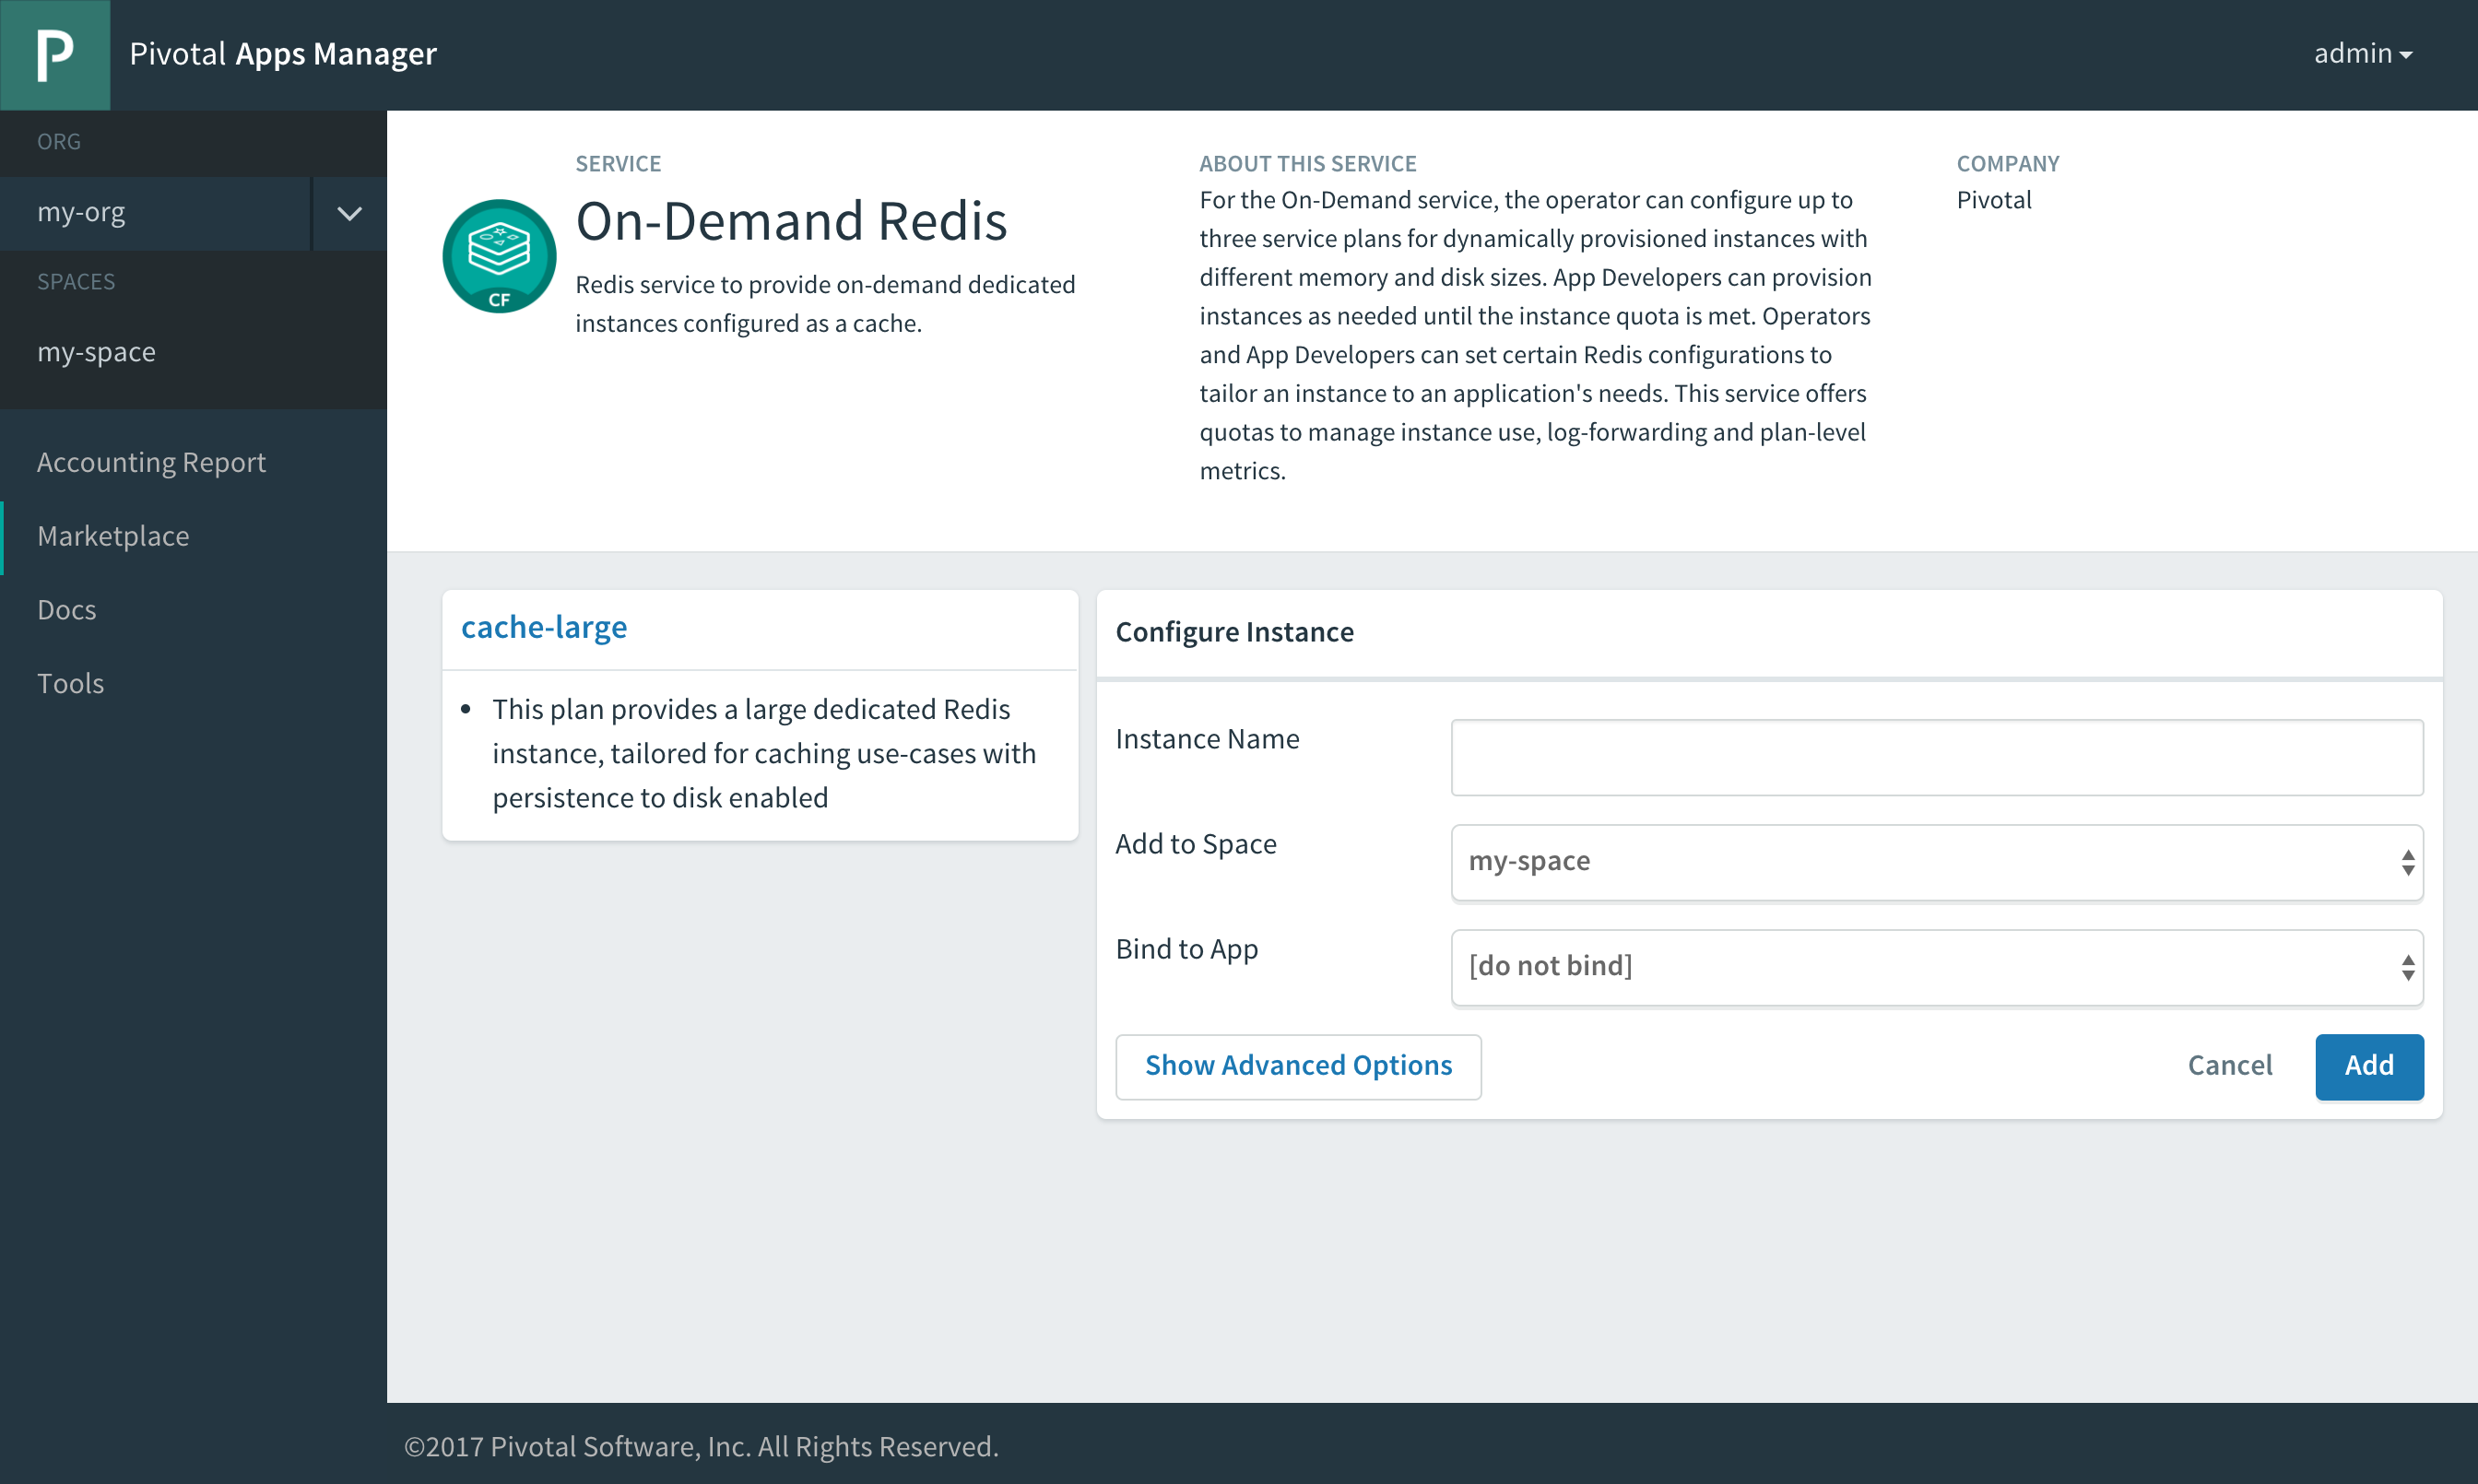 P
Pivotal Apps Manager
admin
ORG
my-org
SPACES
my-space
Accounting Report
Marketplace
Docs
Tools
SERVICE
On-Demand Redis
Redis service to provide on-demand dedicated
instances configured as a cache.
CF
ABOUT THIS SERVICE
For the On-Demand service, the operator can configure up to
three service plans for dynamically provisioned instances with
different memory and disk sizes. App Developers can provision
instances as needed until the instance quota is met. Operators
and App Developers can set certain Redis configurations to
tailor an instance to an application's needs. This service offers
quotas to manage instance use, log-forwarding and plan-level
metrics.
COMPANY
Pivotal
cache-large
• This plan provides a large dedicated Redis
instance, tailored for caching use-cases with
persistence to disk enabled
Configure Instance
Instance Name
Add to Space
my-space
Bind to App
[do not bind]
Show Advanced Options
Cancel
Add
©2017 Pivotal Software, Inc. All Rights Reserved.